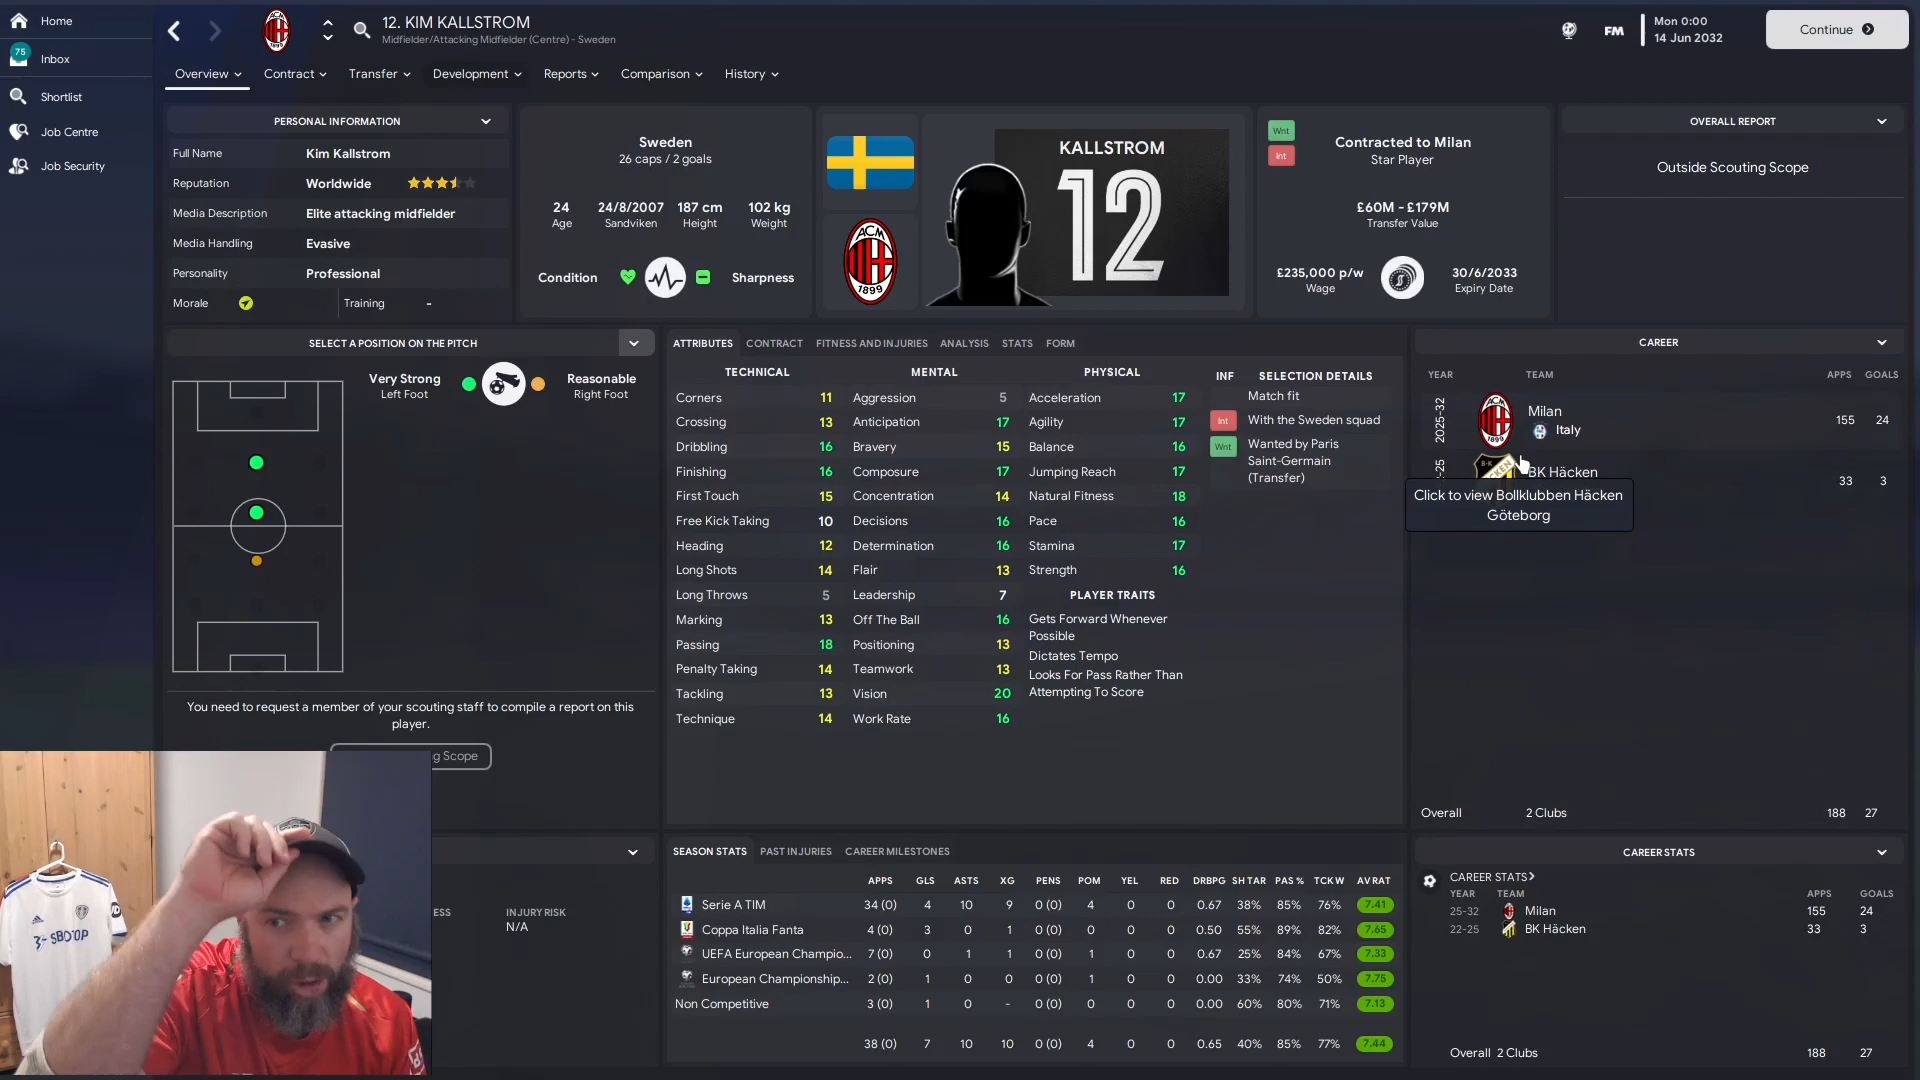 Home
75
Inbox
Shortlist
Job Centre
Job Security
1899
12. KIM KALLSTROM
Midfielder/Attacking Midfielder (Centre) - Sweden
FM
Mon 0:00
14 Jun 2032
Continue
Overview
Contract
Transfer
Development
Reports
Comparison
History
PERSONAL INFORMATION
Full Name Kim Kallstrom
Reputation Worldwide
Media Description Elite attacking midfielder
Media Handling Evasive
Personality Professional
Morale Training -
Sweden
26 caps / 2 goals
24 24/8/2007 187 cm 102 kg
Age Sandviken Height Weight
Condition Sharpness
ACM
1899
KALLSTROM
12
Wnt
Int
Contracted to Milan
Star Player
£60M - £179M
Transfer Value
£235,000 p/w 30/6/2033
Wage Expiry Date
OVERALL REPORT
Outside Scouting Scope
SELECT A POSITION ON THE PITCH
Very Strong Reasonable
Left Foot Right Foot
You need to request a member of your scouting staff to compile a report on this
player.
g Scope
ATTRIBUTES CONTRACT FITNESS AND INJURIES ANALYSIS STATS FORM
TECHNICAL MENTAL PHYSICAL
Corners 11 Aggression 5 Acceleration 17
Crossing 13 Anticipation 17 Agility 17
Dribbling 16 Bravery 15 Balance 16
Finishing 16 Composure 17 Jumping Reach 17
First Touch 15 Concentration 14 Natural Fitness 18
Free Kick Taking 10 Decisions 16 Pace 16
Heading 12 Determination 16 Stamina 17
Long Shots 14 Flair 13 Strength 16
Long Throws 5 Leadership 7 PLAYER TRAITS
Marking 13 Off The Ball 16 Gets Forward Whenever
Possible
Passing 18 Positioning 13 Dictates Tempo
Penalty Taking 14 Teamwork 13 Looks For Pass Rather Than
Tackling 13 Vision 20 Attempting To Score
Technique 14 Work Rate 16
INF SELECTION DETAILS
Match fit
Int With the Sweden squad
Wnt Wanted by Paris
Saint-Germain
(Transfer)
CAREER
YEAR TEAM APPS GOALS
2025-32 ACM 1899 Milan 155 24
Italy
-25 BK Häcken 33 3
Click to view Bollklubben Häcken
Göteborg
Overall 2 Clubs 188 27
ESS INJURY RISK
N/A
SEASON STATS PAST INJURIES CAREER MILESTONES
APPS GLS ASTS XG PENS POM YEL RED DRBPG SH TAR PAS % TCK W AV RAT
Serie A TIM 34 (0) 4 10 9 0 (0) 4 0 0 0.67 38% 85% 76% 7.41
Coppa Italia Fanta 4 (0) 3 0 1 0 (0) 0 0 0 0.50 55% 89% 82% 7.65
UEFA European Champio... 7 (0) 0 1 1 0 (0) 1 0 0 0.67 25% 84% 67% 7.33
European Championship... 2 (0) 1 0 0 0 (0) 1 0 0 0.00 33% 74% 50% 7.75
Non Competitive 3 (0) 1 0 - 0 (0) 0 0 0 0.00 60% 80% 71% 7.13
38 (0) 7 10 10 0 (0) 4 0 0 0.65 40% 85% 77% 7.44
CAREER STATS
CAREER STATS
YEAR TEAM APPS GOALS
25-32 Milan 155 24
22-25 BK Häcken 33 3
Overall 2 Clubs 188 27
SBOTOP